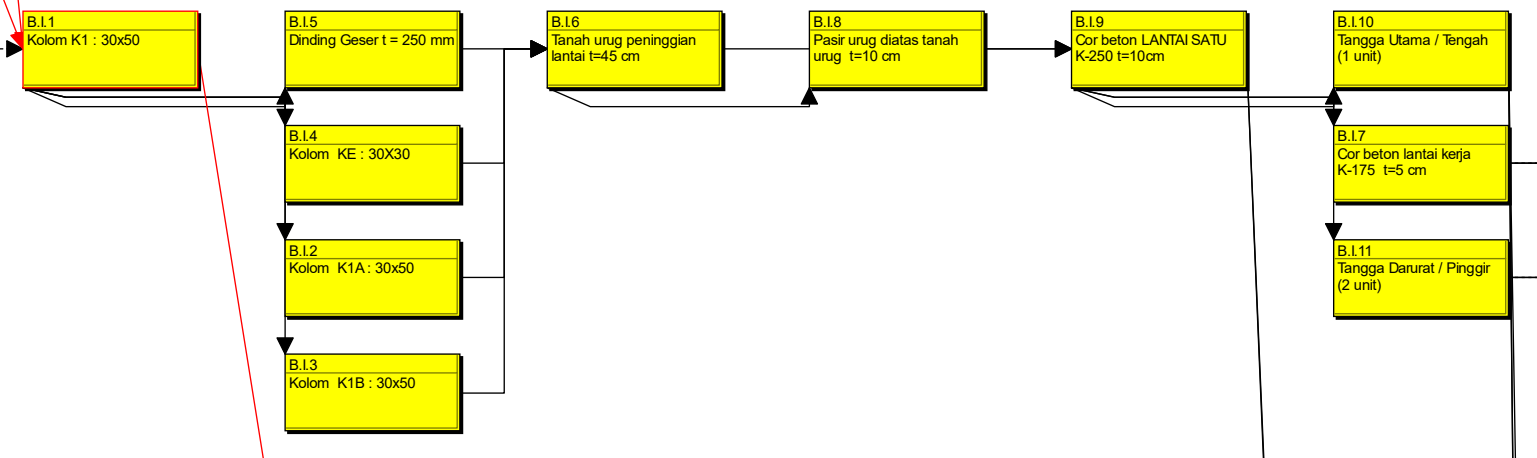 B.I.1
Kolom K1 : 30x50
B.I.5
Dinding Geser t = 250 mm
B.I.4
Kolom KE : 30X30
B.I.2
Kolom K1A : 30x50
B.I.3
Kolom K1B : 30x50
B.I.6
Tanah urug peninggian
lantai t=45 cm
B.I.8
Pasir urug diatas tanah
urug t=10 cm
B.I.9
Cor beton LANTAI SATU
K-250 t=10cm
B.I.10
Tangga Utama / Tengah
(1 unit)
B.I.7
Cor beton lantai kerja
K-175 t=5 cm
B.I.11
Tangga Darurat / Pinggir
(2 unit)